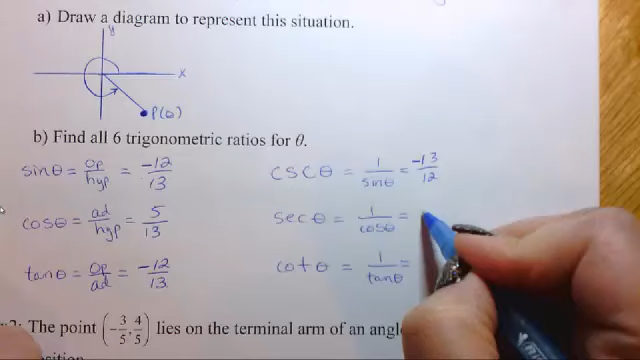 a) Draw a diagram to represent this situation.
y
x
P(θ)
b) Find all 6 trigonometric ratios for θ.
sinθ = op/hyp = -12/13
cscθ = 1/sinθ = -13/12
cosθ = ad/hyp = 5/13
secθ = 1/cosθ =
tanθ = op/ad = -12/13
cotθ = 1/tanθ =
The point (-3/5, 4/5) lies on the terminal arm of an angle